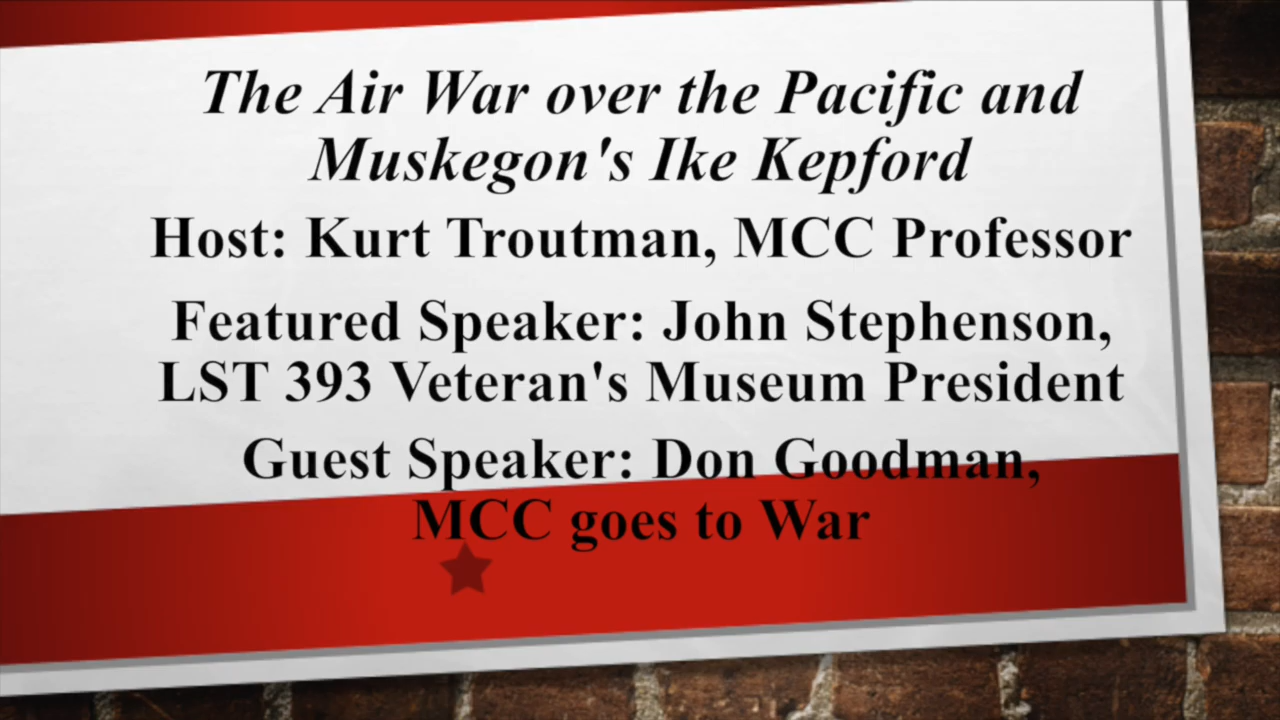 The Air War over the Pacific and
Muskegon's Ike Kepford
Host: Kurt Troutman, MCC Professor
Featured Speaker: John Stephenson,
LST 393 Veteran's Museum President
Guest Speaker: Don Goodman,
MCC goes to War